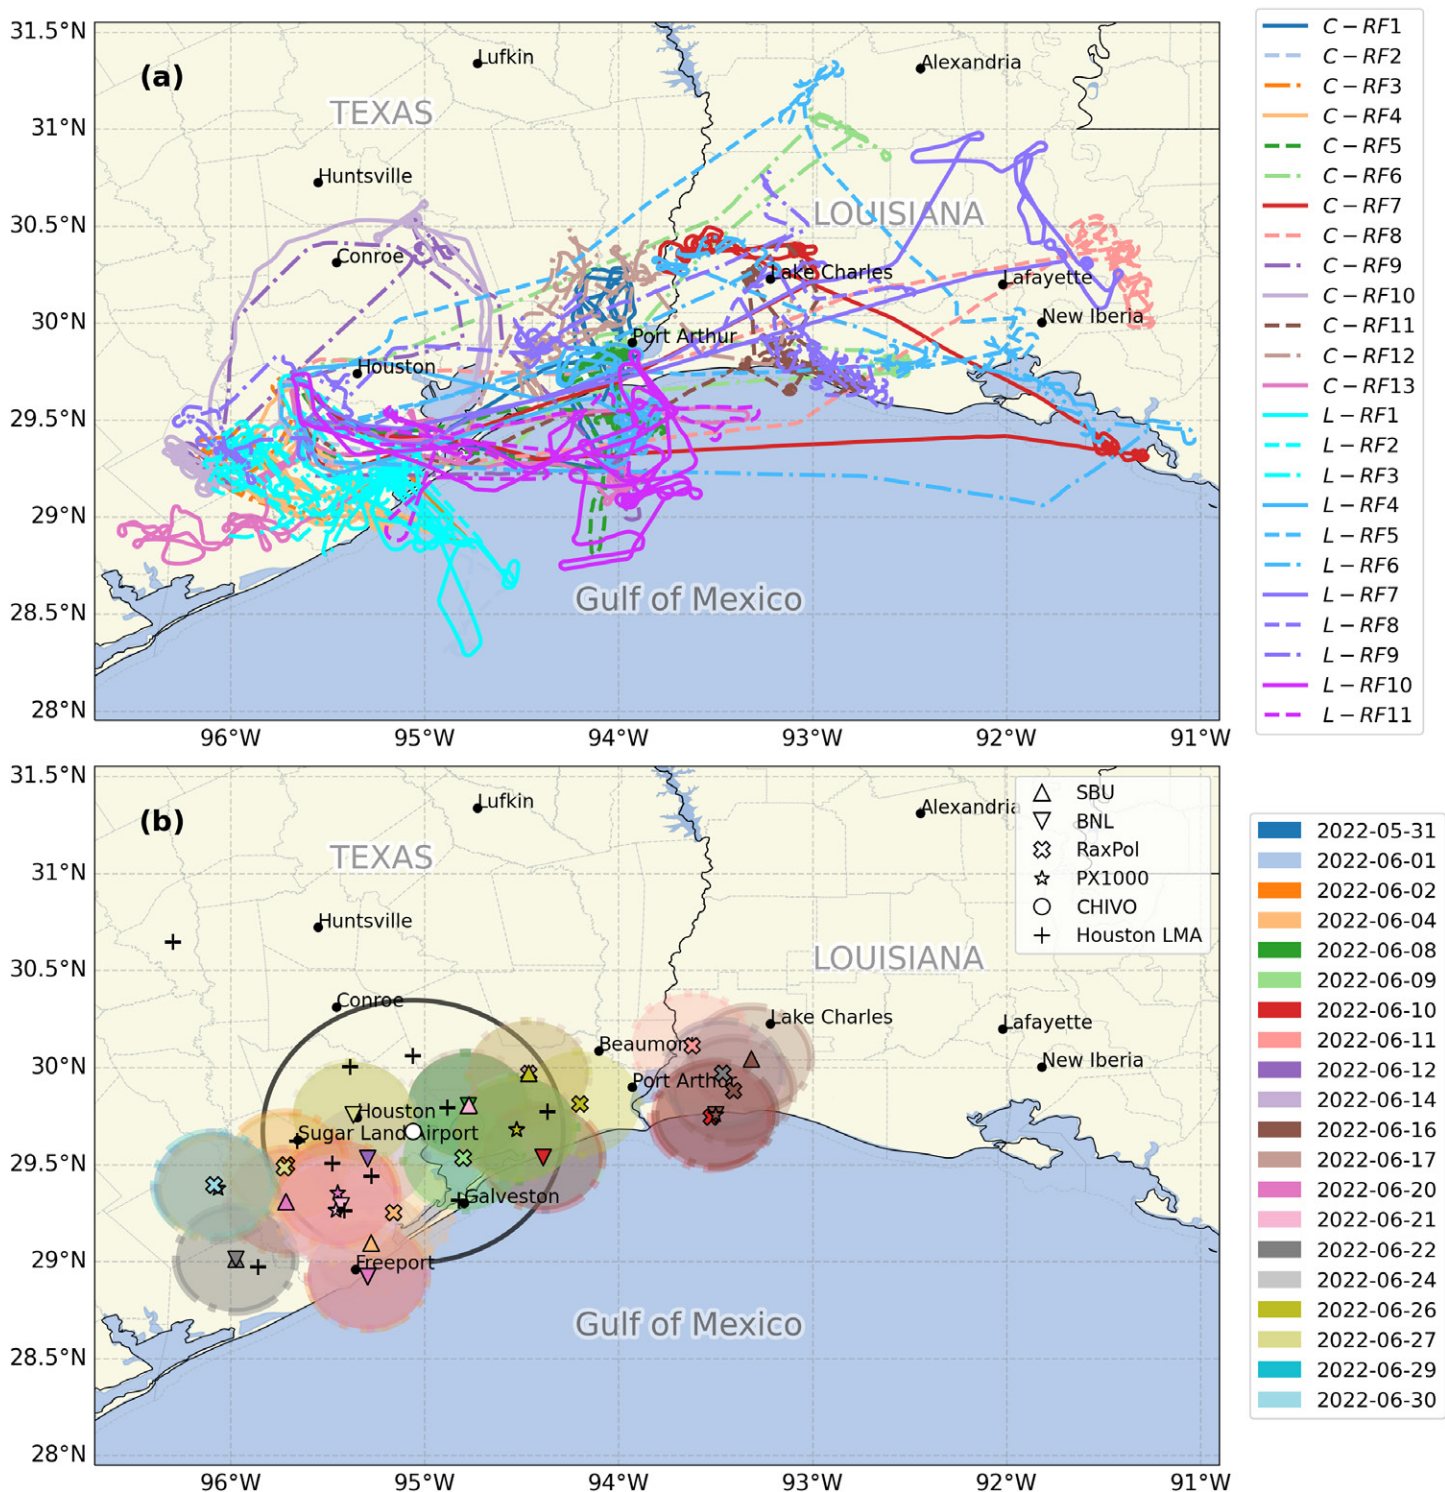 (a)
31.5°N
31°N
30.5°N
30°N
29.5°N
29°N
28.5°N
28°N
96°W
95°W
94°W
93°W
92°W
91°W
Lufkin
Alexandria
TEXAS
Huntsville
LOUISIANA
Conroe
Lake Charles
Lafayette
New Iberia
Port Arthur
Houston
Gulf of Mexico
C − RF1
C − RF2
C − RF3
C − RF4
C − RF5
C − RF6
C − RF7
C − RF8
C − RF9
C − RF10
C − RF11
C − RF12
C − RF13
L − RF1
L − RF2
L − RF3
L − RF4
L − RF5
L − RF6
L − RF7
L − RF8
L − RF9
L − RF10
L − RF11
(b)
31.5°N
31°N
30.5°N
30°N
29.5°N
29°N
28.5°N
28°N
96°W
95°W
94°W
93°W
92°W
91°W
Lufkin
Alexandria
TEXAS
Huntsville
LOUISIANA
Conroe
Lake Charles
Lafayette
Beaumont
New Iberia
Port Arthur
Houston
Sugar Land Airport
Galveston
Freeport
Gulf of Mexico
SBU
BNL
RaxPol
PX1000
CHIVO
Houston LMA
2022-05-31
2022-06-01
2022-06-02
2022-06-04
2022-06-08
2022-06-09
2022-06-10
2022-06-11
2022-06-12
2022-06-14
2022-06-16
2022-06-17
2022-06-20
2022-06-21
2022-06-22
2022-06-24
2022-06-26
2022-06-27
2022-06-29
2022-06-30